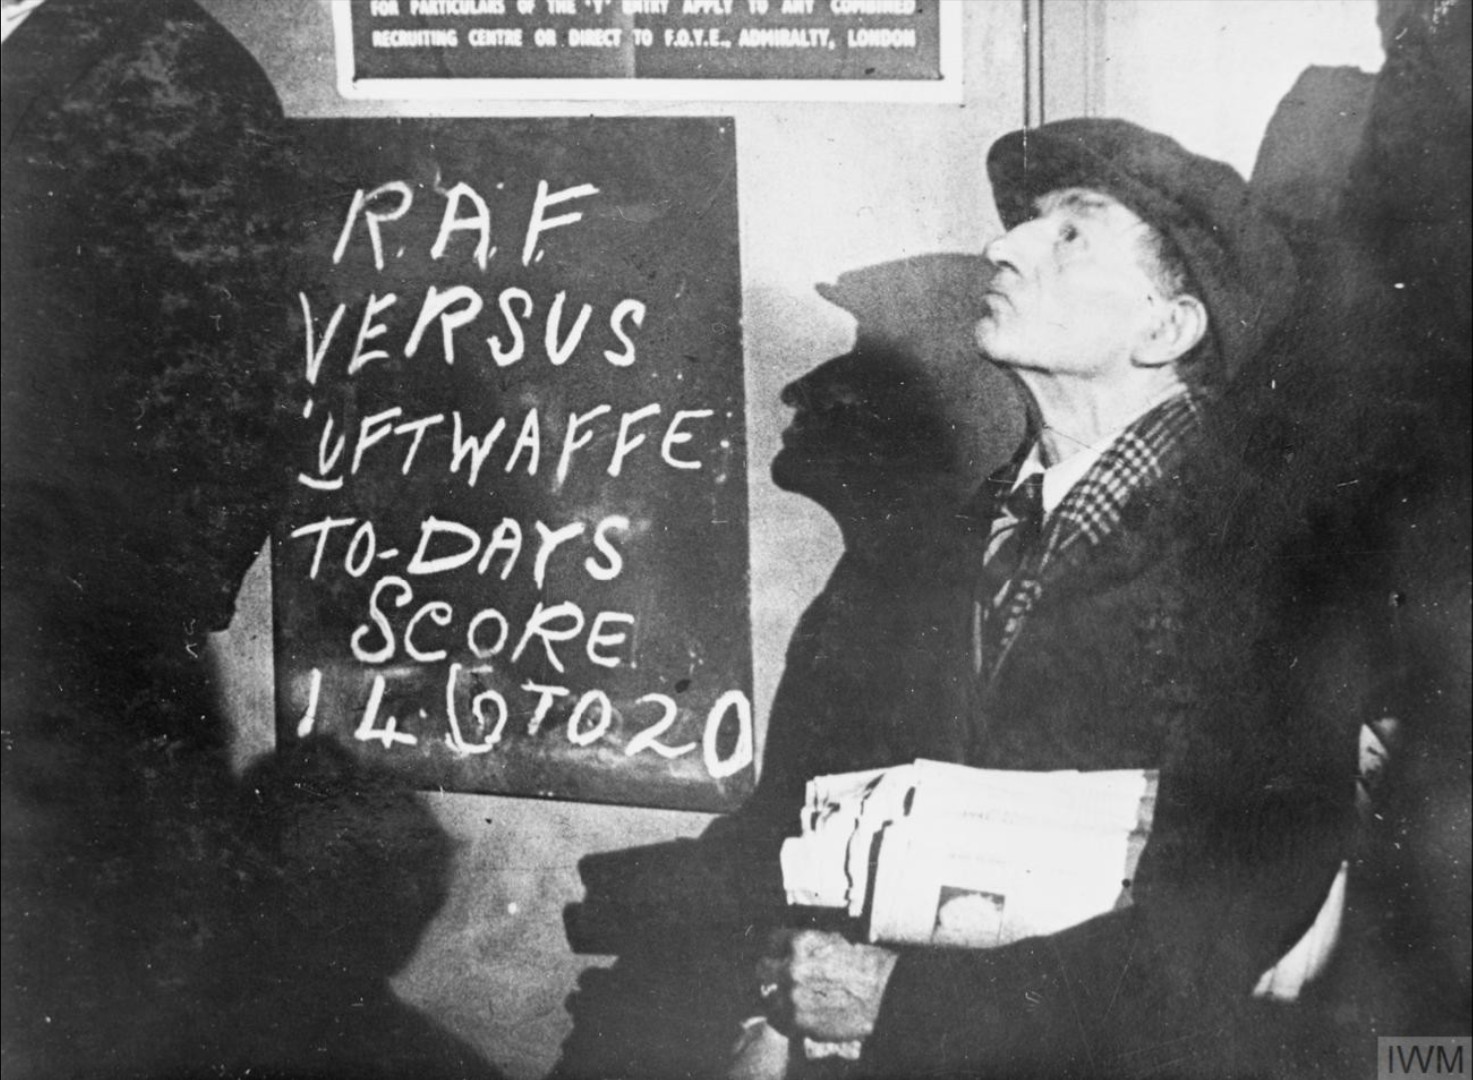 FOR PARTICULARS OF THE 'Y' ENTRY APPLY TO ANY COMBINED
RECRUITING CENTRE OR DIRECT TO F.O.Y.E., ADMIRALTY, LONDON
R.A.F
VERSUS
LUFTWAFFE
TO-DAYS
SCORE
146 TO 20
IWM